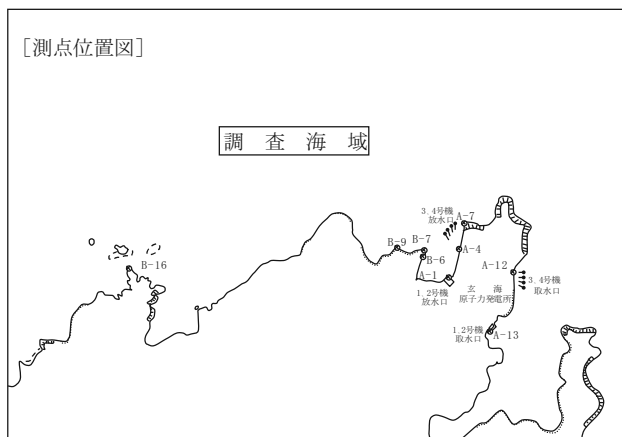 [測点位置図]
調査海域
3,4号機
放水口
A-7
B-9
B-7
B-6
A-4
B-16
A-1
A-12
1,2号機
放水口
玄海
原子力発電所
3,4号機
取水口
1,2号機
取水口
A-13